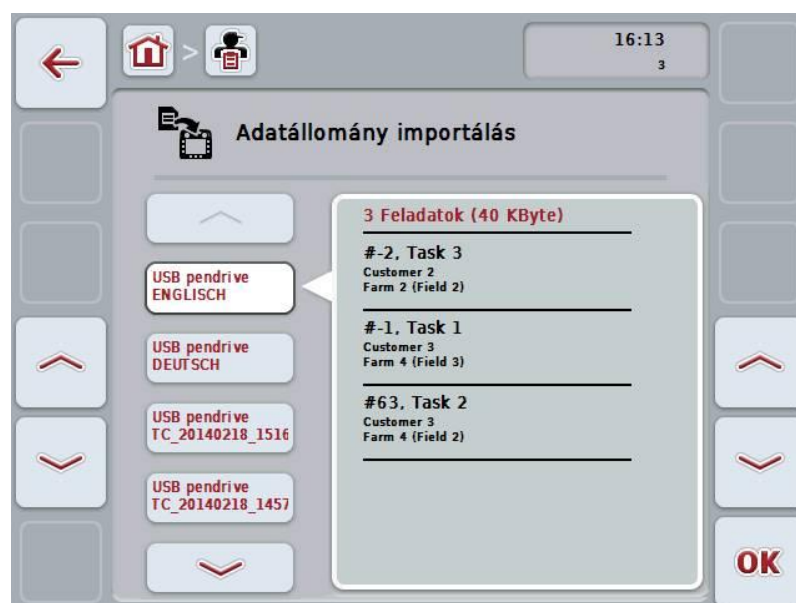 >
16:13
3
Adatállomány importálás
USB pendrive
ENGLISCH
USB pendrive
DEUTSCH
USB pendrive
TC_20140218_1516
USB pendrive
TC_20140218_1457
3 Feladatok (40 KByte)
#-2, Task 3
Customer 2
Farm 2 (Field 2)
#-1, Task 1
Customer 3
Farm 4 (Field 3)
#63, Task 2
Customer 3
Farm 4 (Field 2)
OK